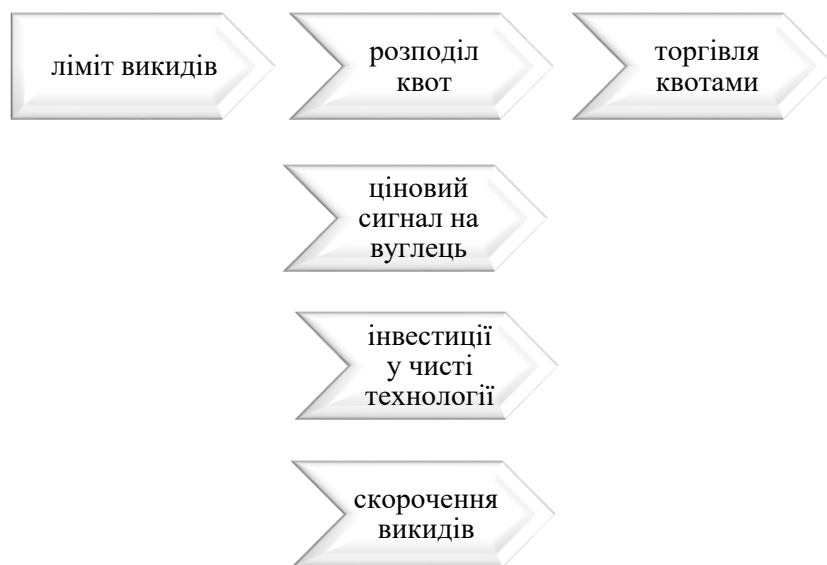 ліміт викидів
розподіл
квот
торгівля
квотами
ціновий
сигнал на
вуглець
інвестиції
у чисті
технології
скорочення
викидів